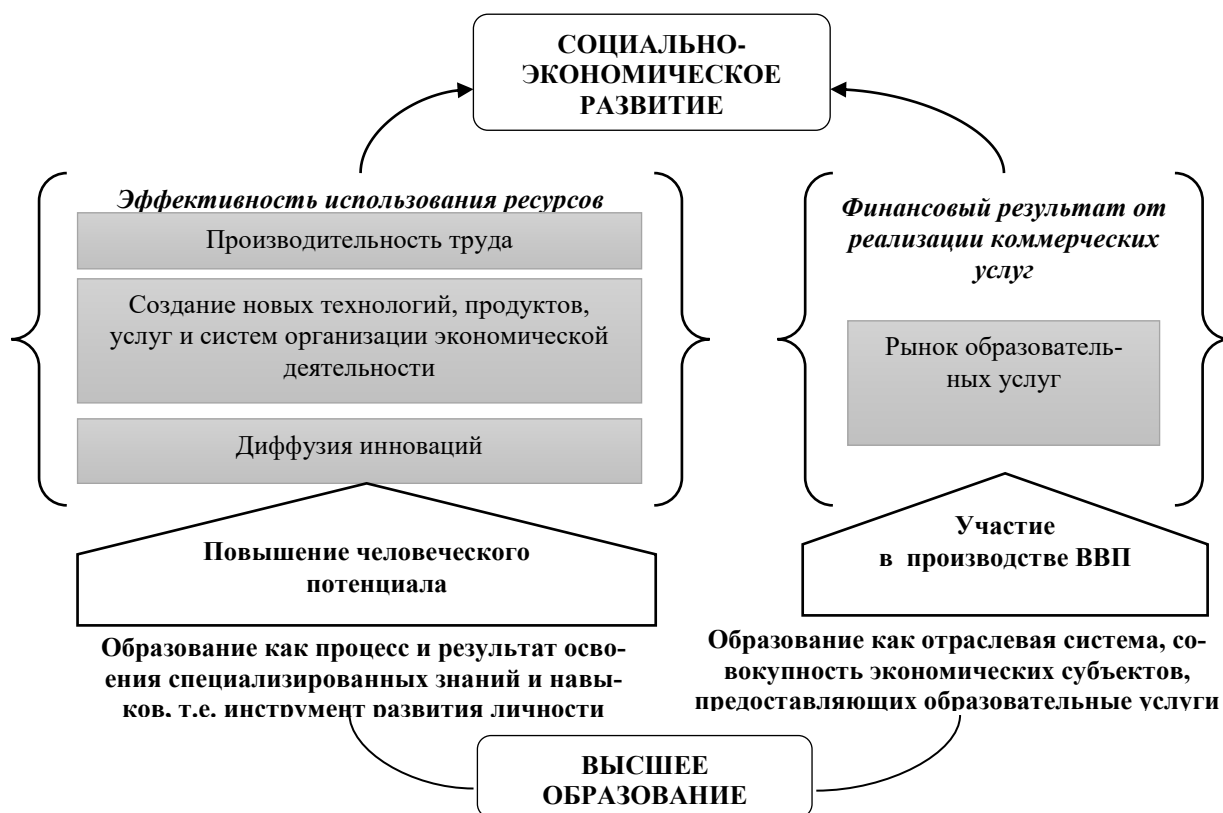 СОЦИАЛЬНО-
ЭКОНОМИЧЕСКОЕ
РАЗВИТИЕ
Эффективность использования ресурсов
Производительность труда
Создание новых технологий, продуктов,
услуг и систем организации экономической
деятельности
Диффузия инноваций
Повышение человеческого
потенциала
Образование как процесс и результат осво-
ения специализированных знаний и навы-
ков, т.е. инструмент развития личности
Финансовый результат от
реализации коммерческих
услуг
Рынок образователь-
ных услуг
Участие
в производстве ВВП
Образование как отраслевая система, со-
вокупность экономических субъектов,
предоставляющих образовательные услуги
ВЫСШЕЕ
ОБРАЗОВАНИЕ